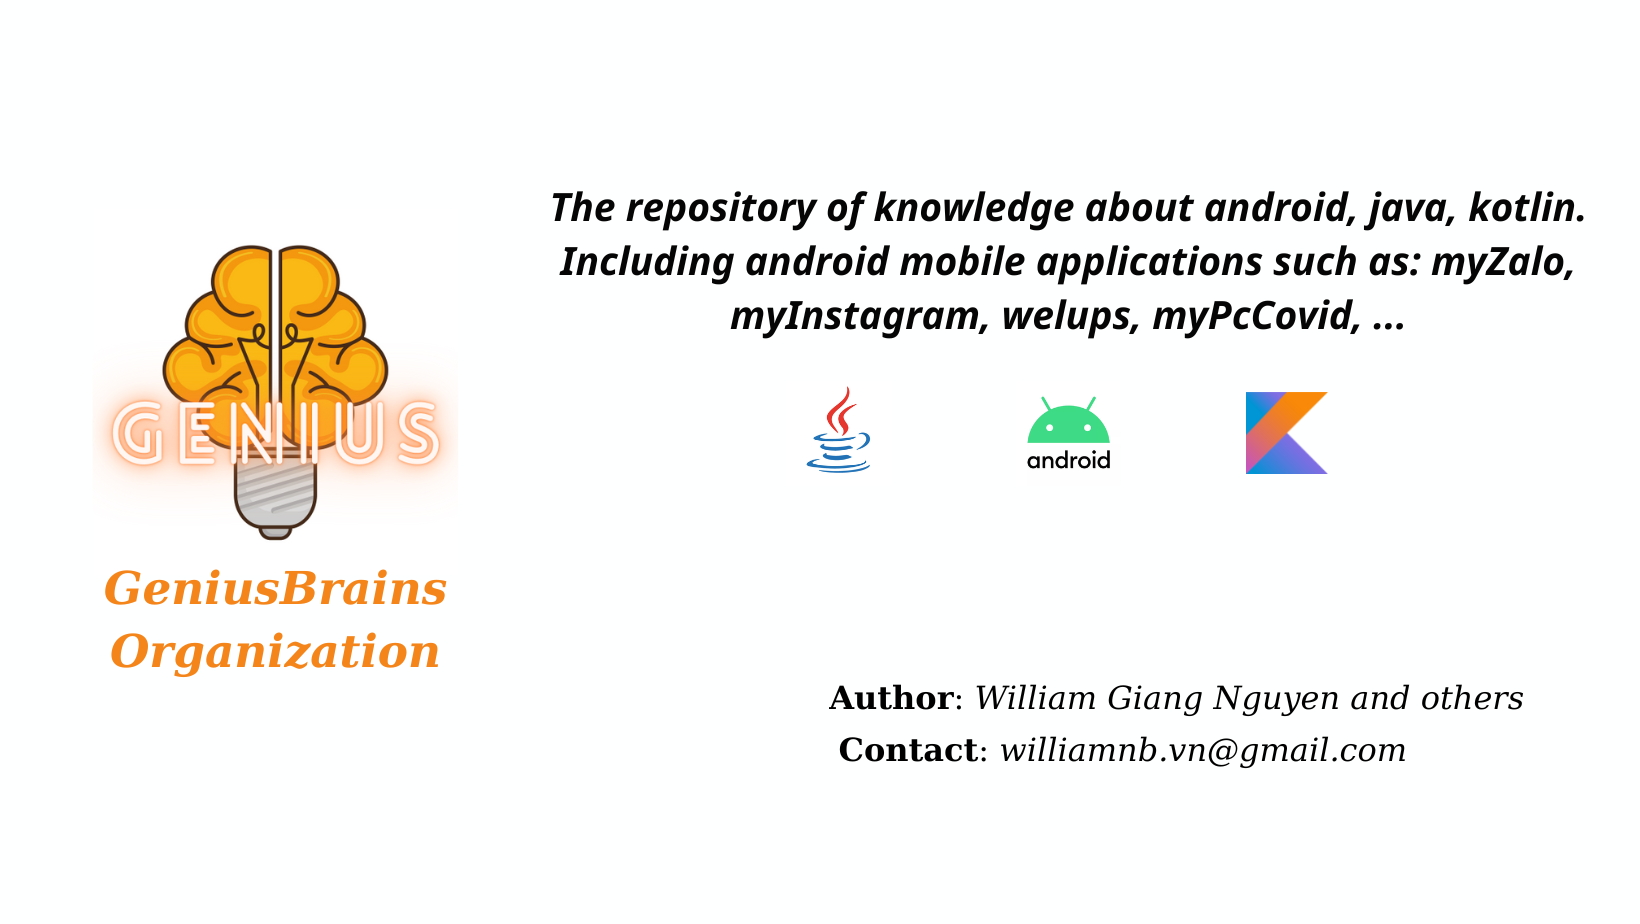 The repository of knowledge about android, java, kotlin.
Including android mobile applications such as: myZalo,
myInstagram, welups, myPcCovid, ...
GENIUS
android
GeniusBrains
Organization
Author: William Giang Nguyen and others
Contact: williamnb.vn@gmail.com